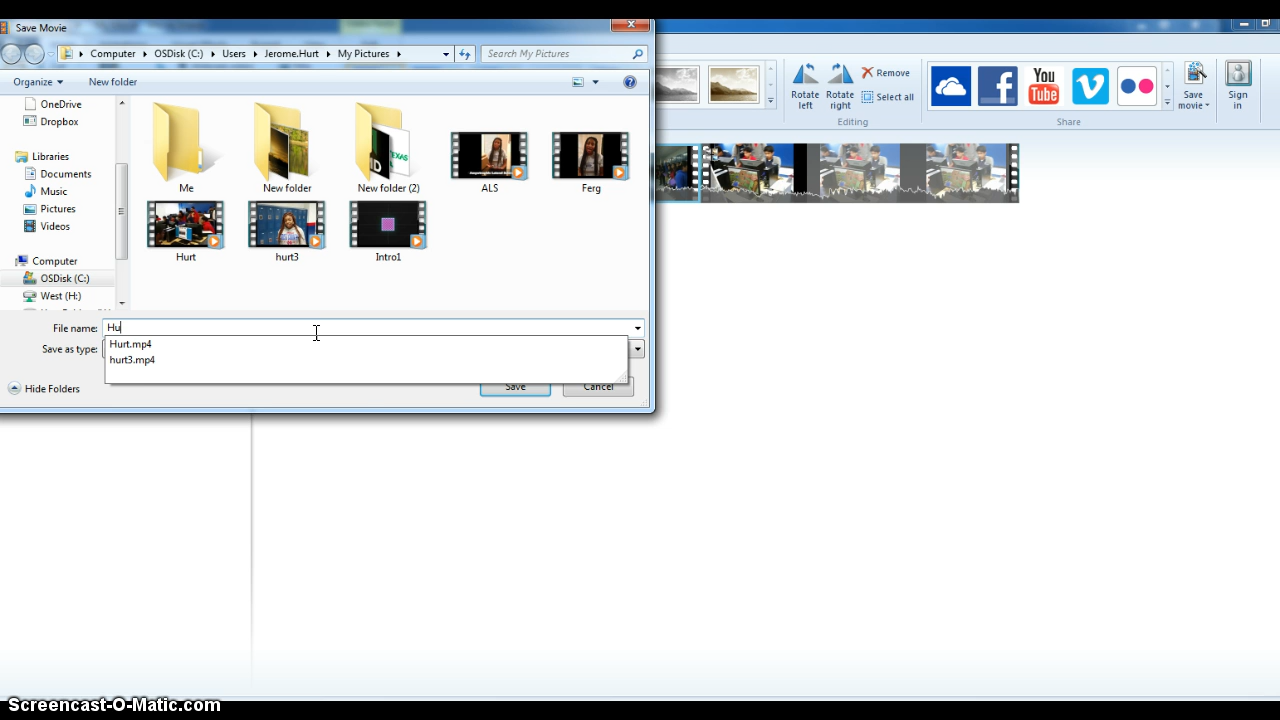 Save Movie
Computer OSDisk (C:) Users Jerome.Hurt My Pictures
Search My Pictures
Organize
New folder
Remove
Select all
Rotate left
Rotate right
Editing
You Tube
Share
Save movie
Sign in
OneDrive
Dropbox
Libraries
Documents
Music
Pictures
Videos
Computer
OSDisk (C:)
West (H:)
Me
New folder
New folder (2)
ALS
Ferg
Hurt
hurt3
Intro1
File name: Hu
Hurt.mp4
hurt3.mp4
Save as type:
Hide Folders
Save
Cancel
Screencast-O-Matic.com